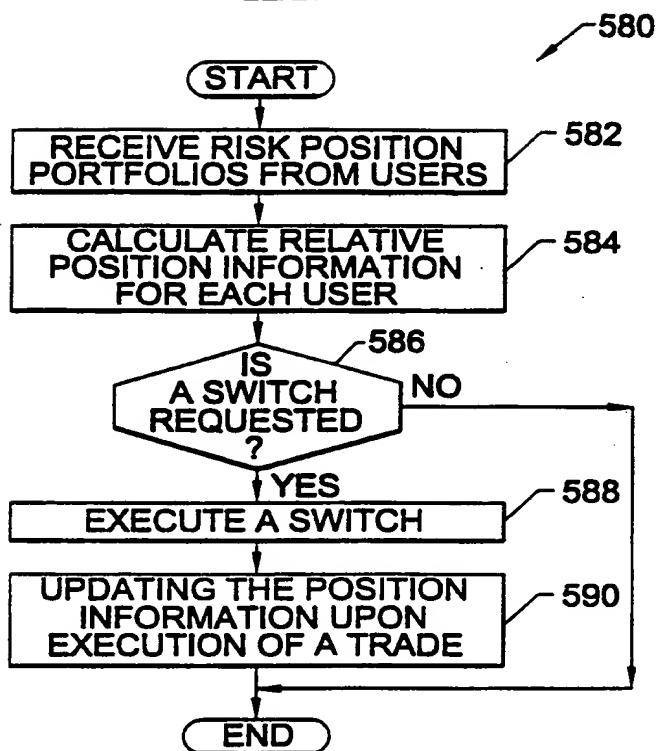 580
START
RECEIVE RISK POSITION
PORTFOLIOS FROM USERS
582
CALCULATE RELATIVE
POSITION INFORMATION
FOR EACH USER
584
586
IS
A SWITCH
REQUESTED
?
NO
YES
EXECUTE A SWITCH
588
UPDATING THE POSITION
INFORMATION UPON
EXECUTION OF A TRADE
590
END